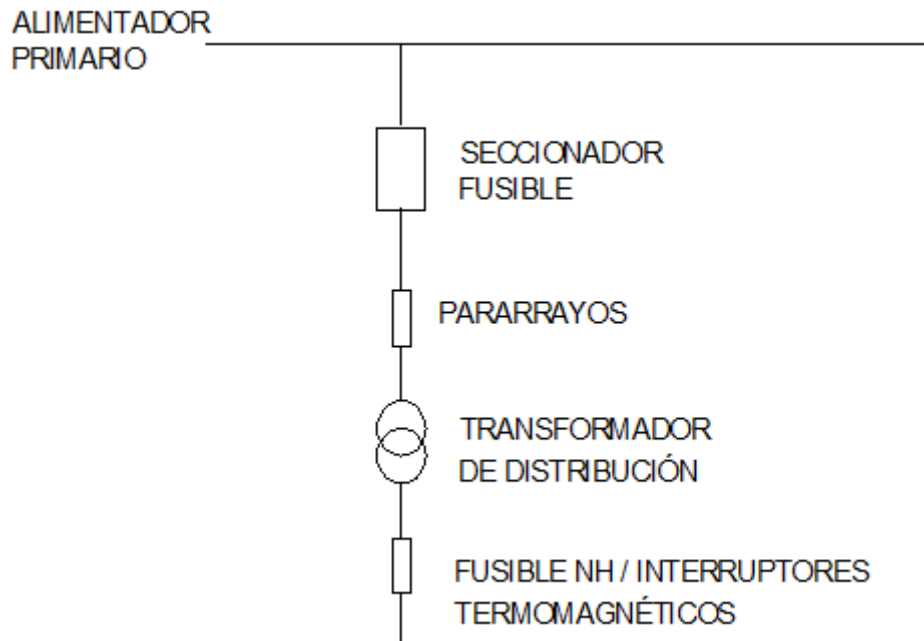 ALIMENTADOR
PRIMARIO
SECCIONADOR
FUSIBLE
PARARRAYOS
TRANSFORMADOR
DE DISTRIBUCIÓN
FUSIBLE NH / INTERRUPTORES
TERMOMAGNÉTICOS